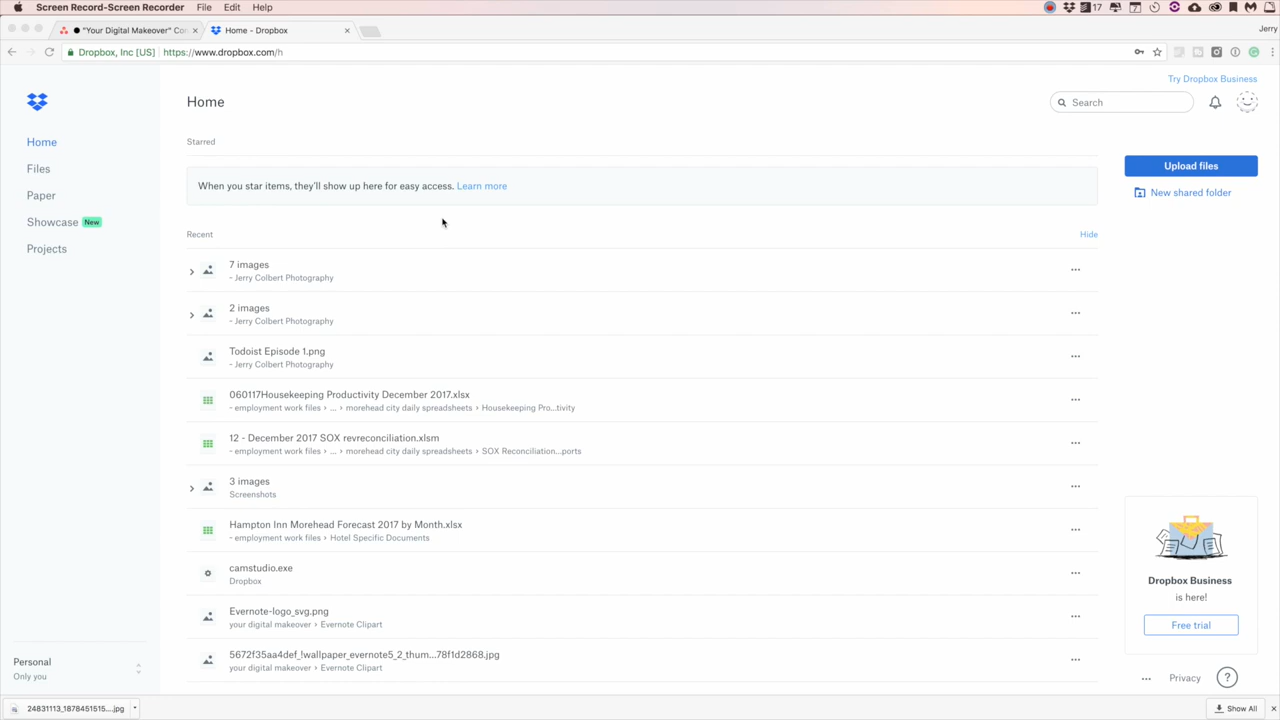 Screen Record-Screen Recorder File Edit Help 17
"Your Digital Makeover" Co
Home - Dropbox
Jerry
Dropbox, Inc [US] https://www.dropbox.com/h
Try Dropbox Business
Home
Search
Home
Files
Paper
Showcase New
Projects
Starred
When you star items, they'll show up here for easy access. Learn more
Upload files
New shared folder
Recent
Hide
7 images
- Jerry Colbert Photography
2 images
- Jerry Colbert Photography
Todoist Episode 1.png
- Jerry Colbert Photography
060117Housekeeping Productivity December 2017.xlsx
- employment work files › ... › morehead city daily spreadsheets › Housekeeping Pro...tivity
12 - December 2017 SOX revreconciliation.xlsm
- employment work files › ... › morehead city daily spreadsheets › SOX Reconciliation...ports
3 images
Screenshots
Hampton Inn Morehead Forecast 2017 by Month.xlsx
- employment work files › Hotel Specific Documents
camstudio.exe
Dropbox
Evernote-logo_svg.png
your digital makeover › Evernote Clipart
5672f35aa4def_!wallpaper_evernote5_2_thum...78f1d2868.jpg
your digital makeover › Evernote Clipart
Dropbox Business
is here!
Free trial
Personal
Only you
... Privacy ?
24831113_1878451515....jpg
Show All